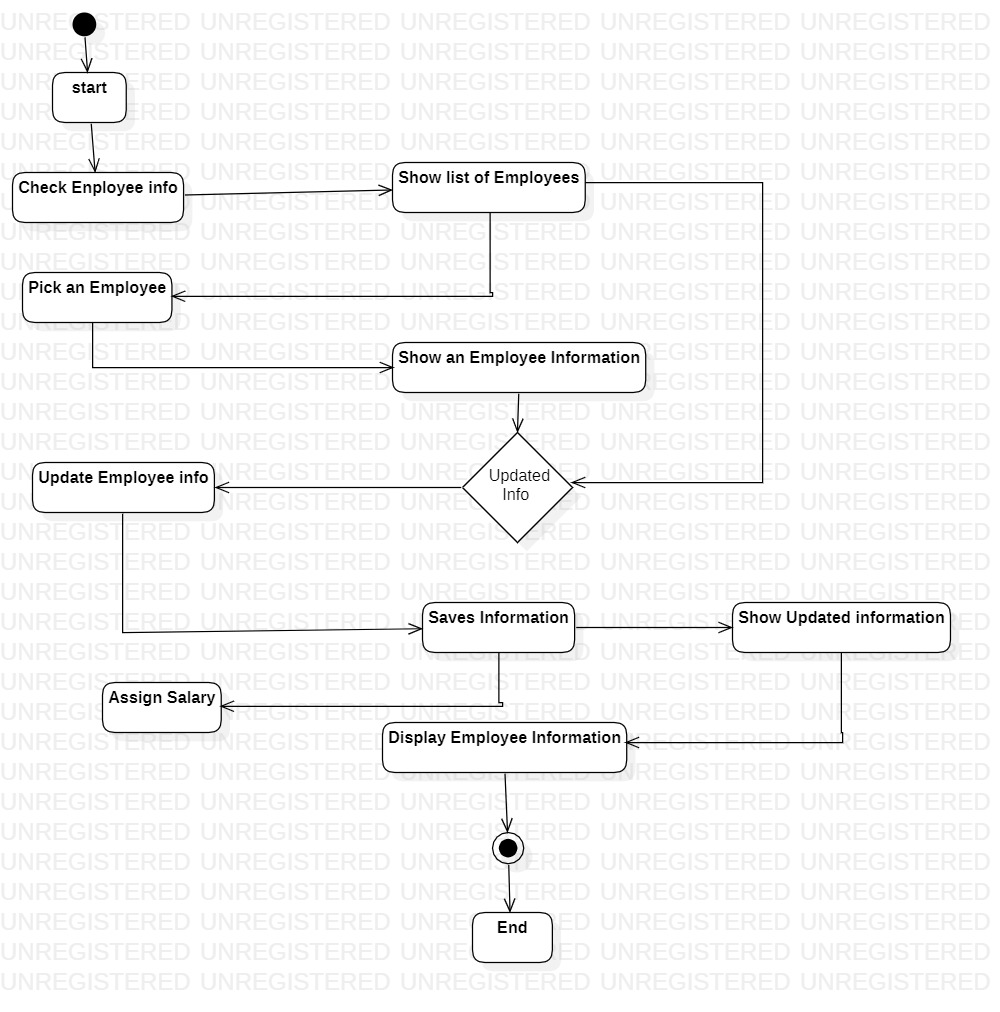 start
Check Enployee info
Show list of Employees
Pick an Employee
Show an Employee Information
Updated
Info
Update Employee info
Saves Information
Show Updated information
Assign Salary
Display Employee Information
End
UNREGISTERED